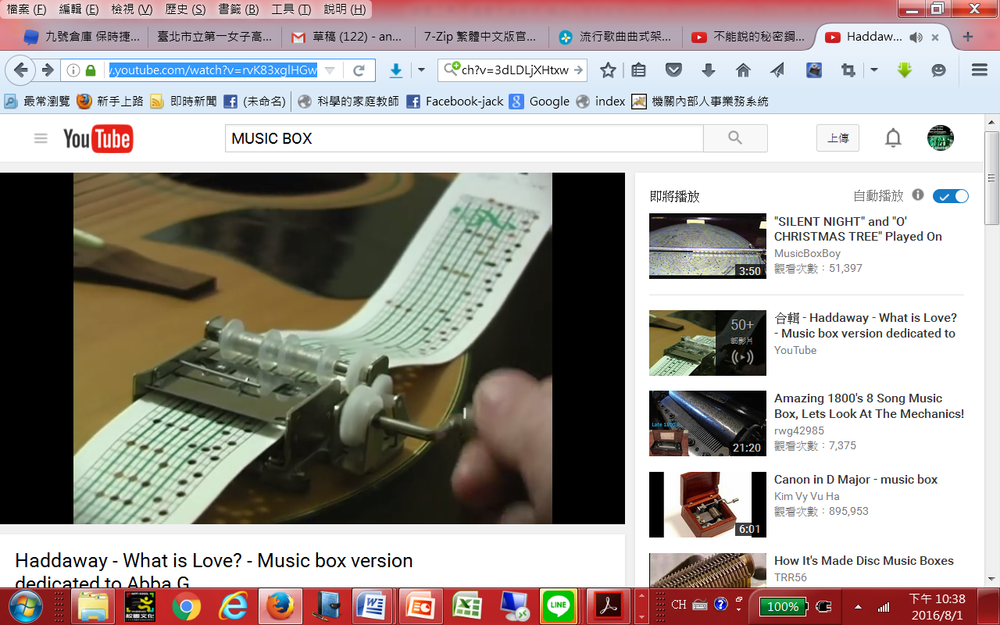 檔案 (F) 編輯 (E) 檢視 (V) 歷史 (S) 書籤 (B) 工具 (T) 說明 (H)
九號倉庫 保時捷... 臺北市立第一女子高... 草稿 (122) - an... 7-Zip 繁體中文版官... 流行歌曲曲式架... 不能說的秘密鋼... Haddaw...
.youtube.com/watch?v=rvK83xglHGw ch?v=3dLDLjXHtxw
最常瀏覽 新手上路 即時新聞 (未命名) 科學的家庭教師 Facebook-jack Google index 機關內部人事業務系統
YouTube MUSIC BOX 上傳
即將播放 自動播放
"SILENT NIGHT" and "O'
CHRISTMAS TREE" Played On
MusicBoxBoy
觀看次數：51,397
3:50
50+
部影片
合輯 - Haddaway - What is Love?
- Music box version dedicated to
YouTube
Late 1800's
21:20
Amazing 1800's 8 Song Music
Box, Lets Look At The Mechanics!
rwg42985
觀看次數：7,375
6:01
Canon in D Major - music box
Kim Vy Vu Ha
觀看次數：895,953
How It's Made Disc Music Boxes
TRR56
Haddaway - What is Love? - Music box version
dedicated to Abba G
校園文化
LINE
CH
100%
下午 10:38
2016/8/1